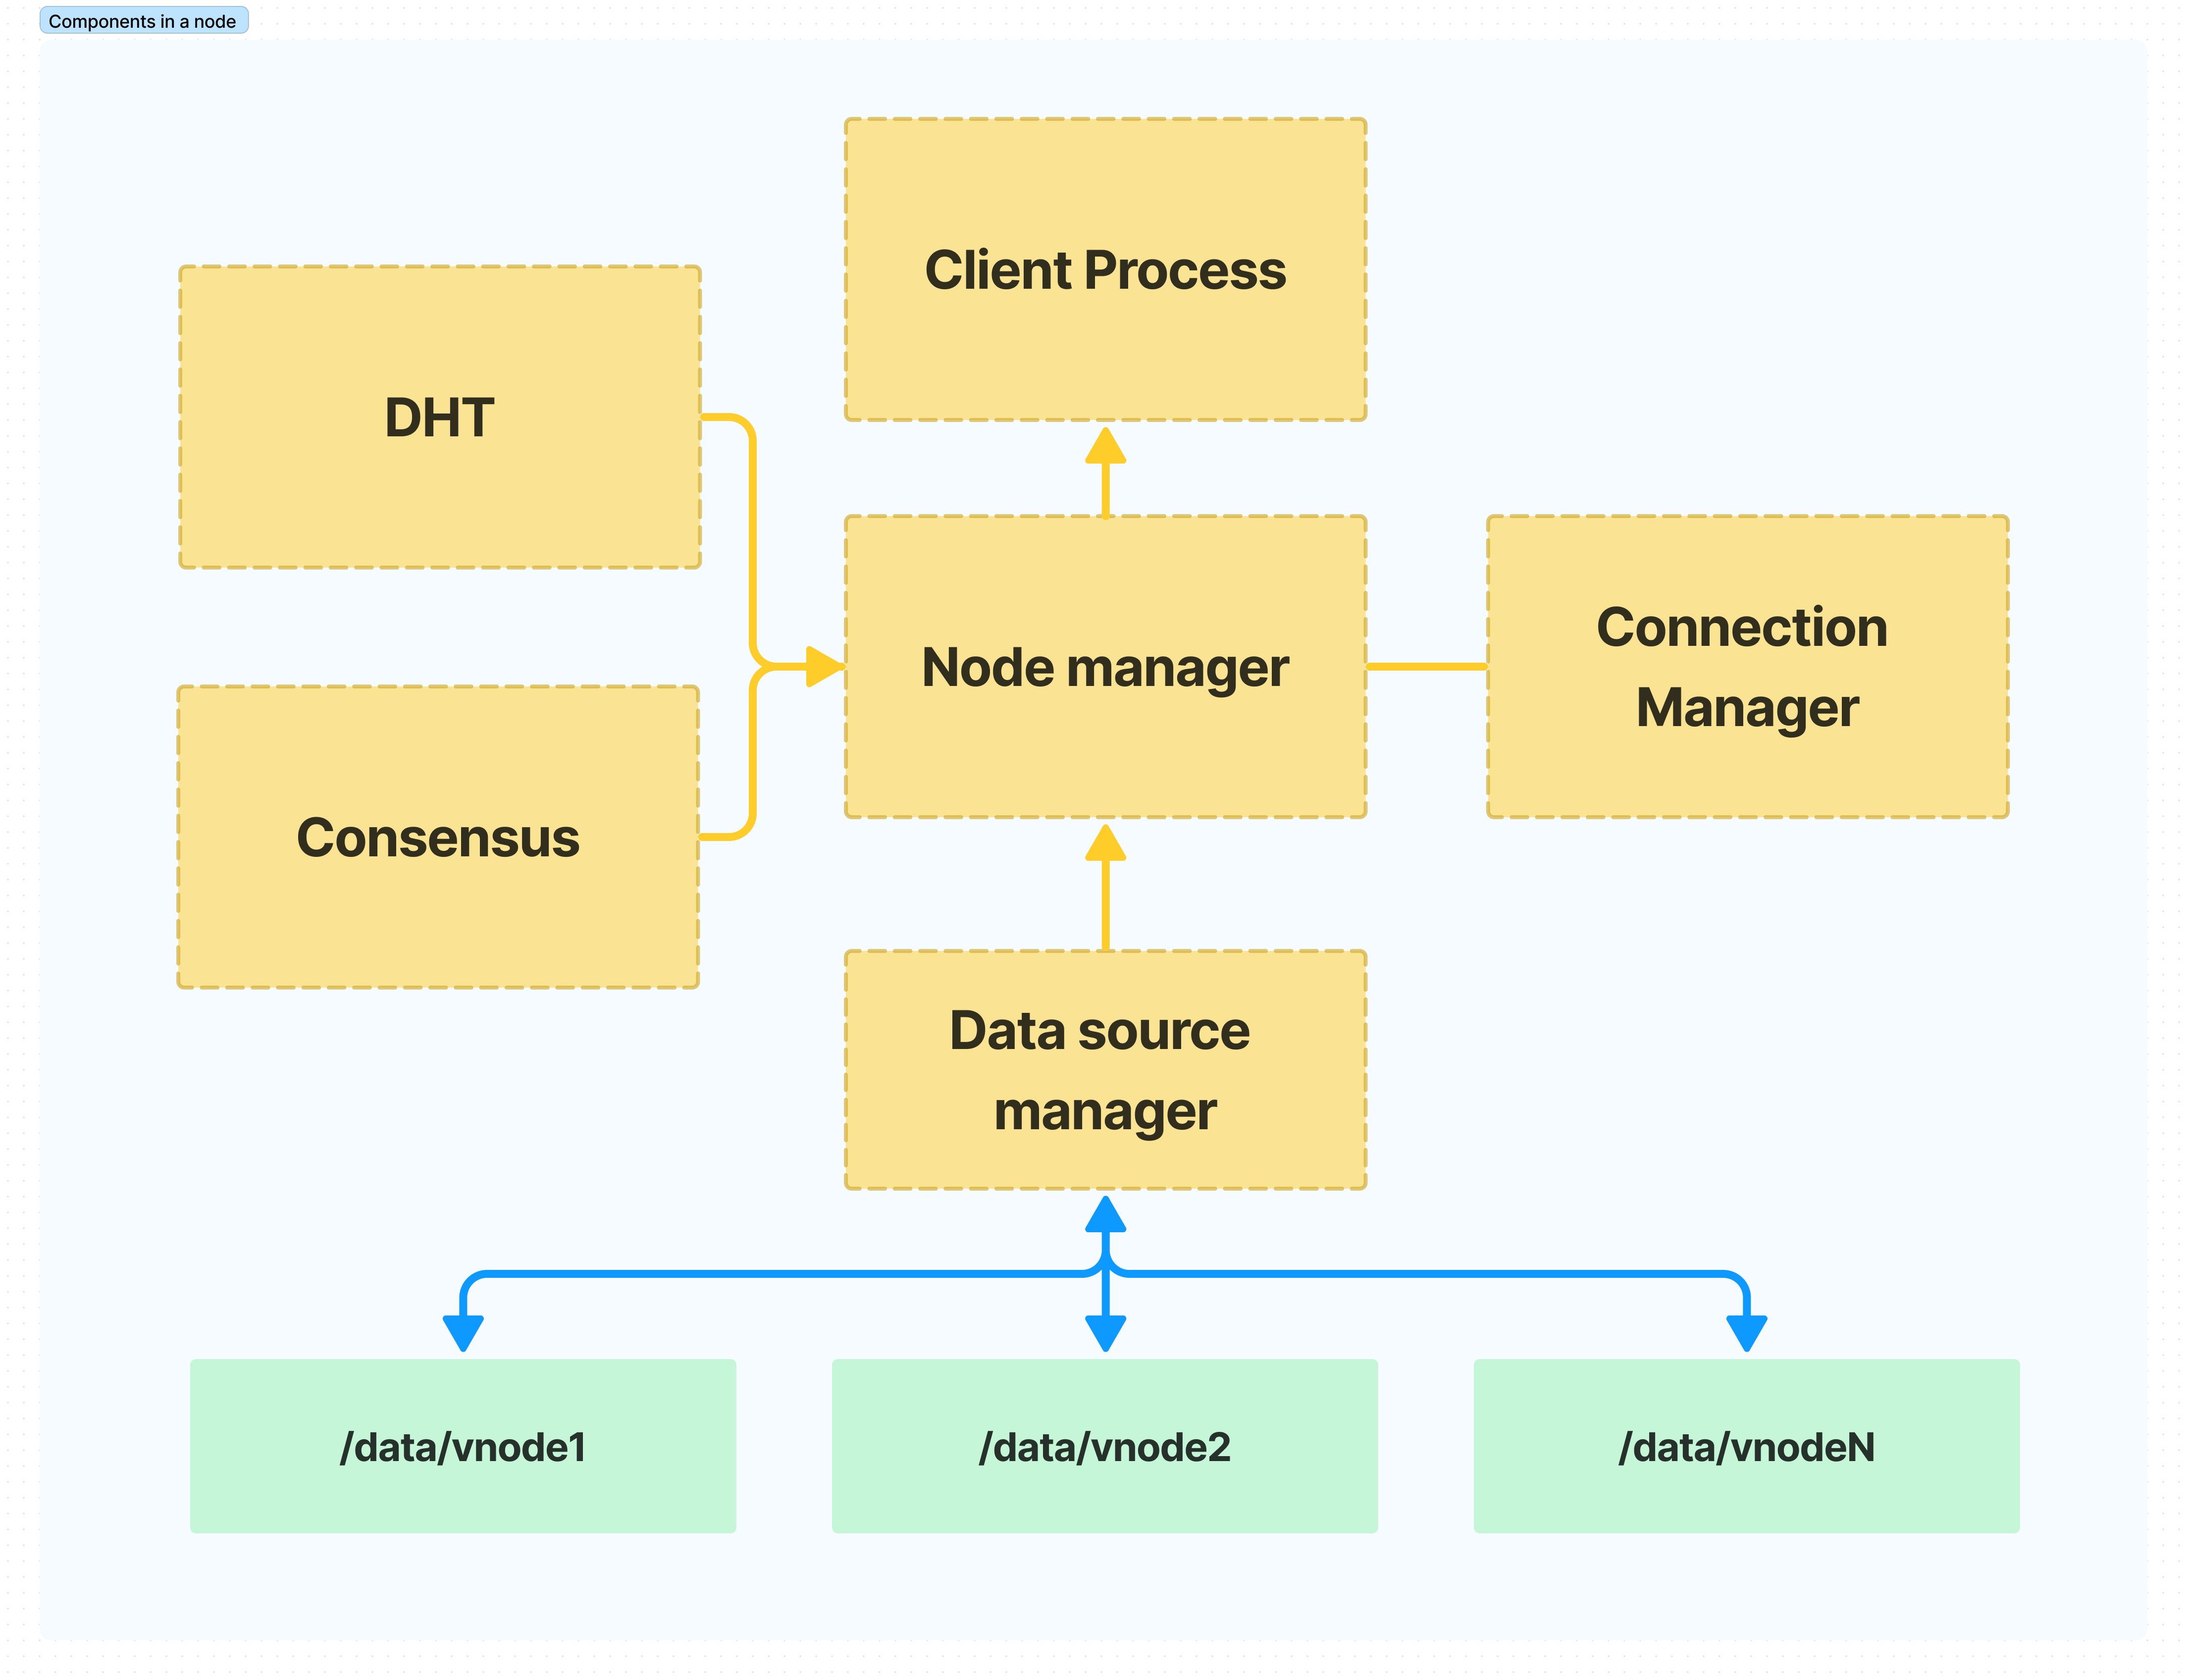 Components in a node
Client Process
DHT
Node manager
Connection
Manager
Consensus
Data source
manager
/data/vnode1
/data/vnode2
/data/vnodeN